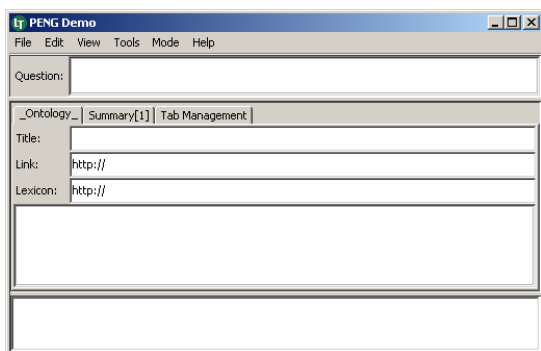 LT PENG Demo
File Edit View Tools Mode Help
Question:
_Ontology_ Summary[1] Tab Management
Title:
Link: http://
Lexicon: http://